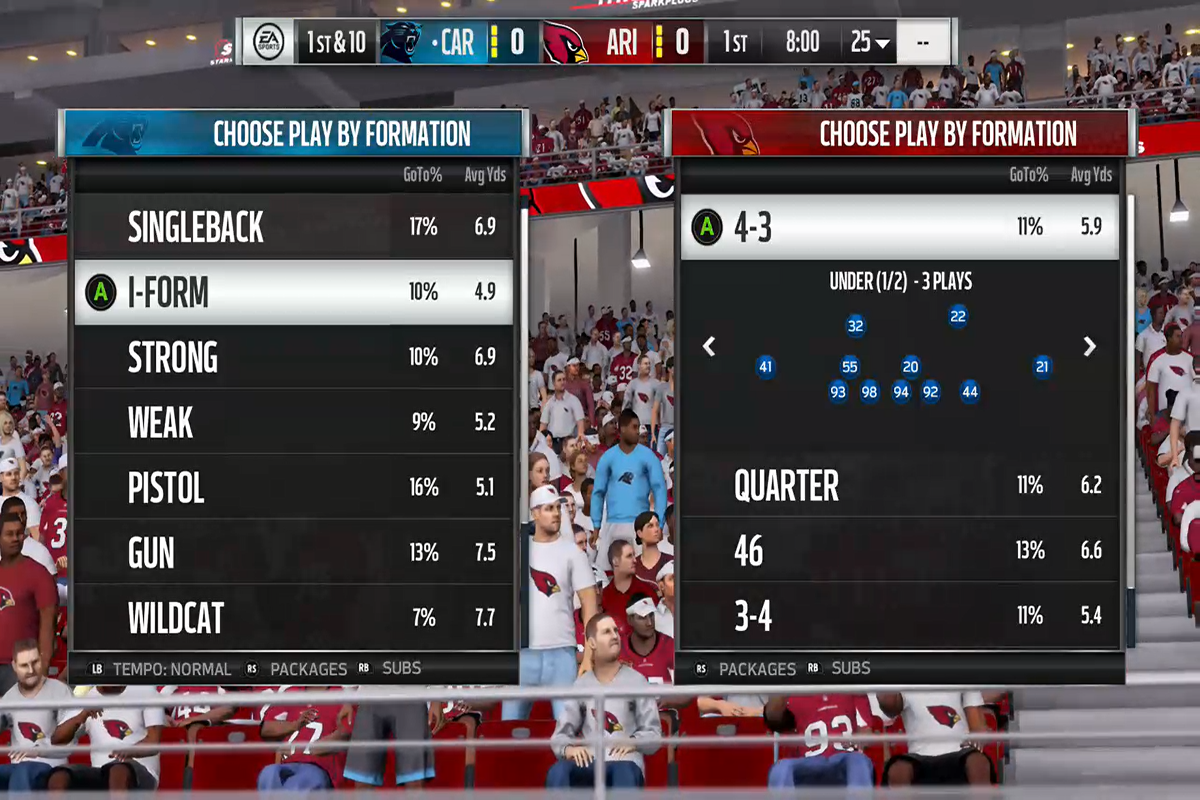 SPARKPLUGS
EA SPORTS 1ST & 10 · CAR 0 ARI 0 1ST 8:00 25 --
CHOOSE PLAY BY FORMATION
GoTo% Avg Yds
SINGLEBACK 17% 6.9
A I-FORM 10% 4.9
STRONG 10% 6.9
WEAK 9% 5.2
PISTOL 16% 5.1
GUN 13% 7.5
WILDCAT 7% 7.7
LB TEMPO: NORMAL RS PACKAGES RB SUBS
CHOOSE PLAY BY FORMATION
GoTo% Avg Yds
A 4-3 11% 5.9
UNDER (1/2) - 3 PLAYS
32 22
41 55 20 21
93 98 94 92 44
QUARTER 11% 6.2
46 13% 6.6
3-4 11% 5.4
RS PACKAGES RB SUBS
32
93